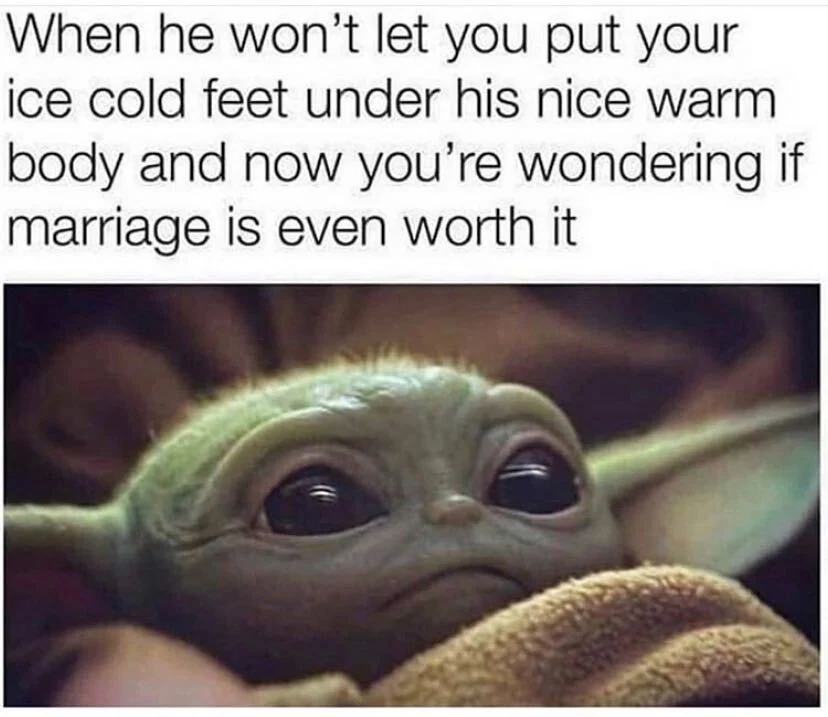 When he won’t let you put your
ice cold feet under his nice warm
body and now you’re wondering if
marriage is even worth it